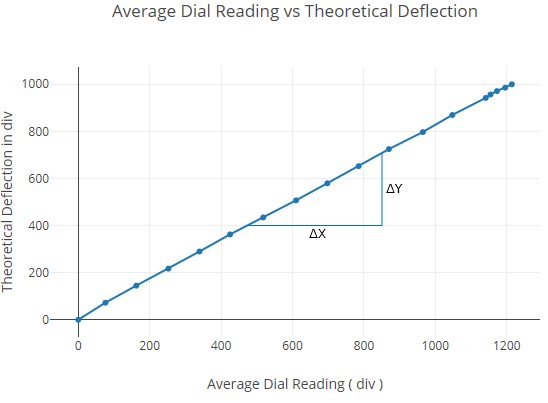 Average Dial Reading vs Theoretical Deflection
Theoretical Deflection in div
1000
800
600
400
200
0
ΔY
ΔX
0 200 400 600 800 1000 1200
Average Dial Reading ( div )